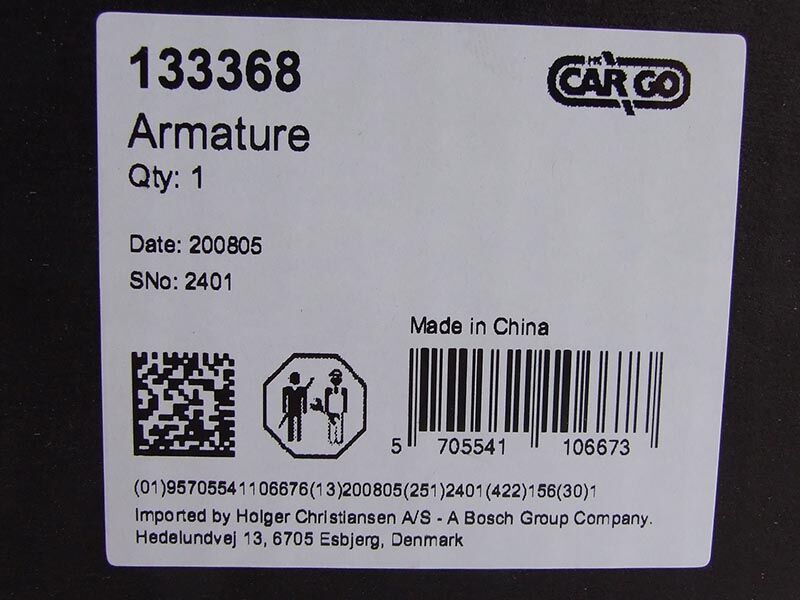 133368
HK
CARGO
Armature
Qty: 1
Date: 200805
SNo: 2401
Made in China
5 705541 106673
(01)95705541106676(13)200805(251)2401(422)156(30)1
Imported by Holger Christiansen A/S - A Bosch Group Company.
Hedelundvej 13, 6705 Esbjerg, Denmark